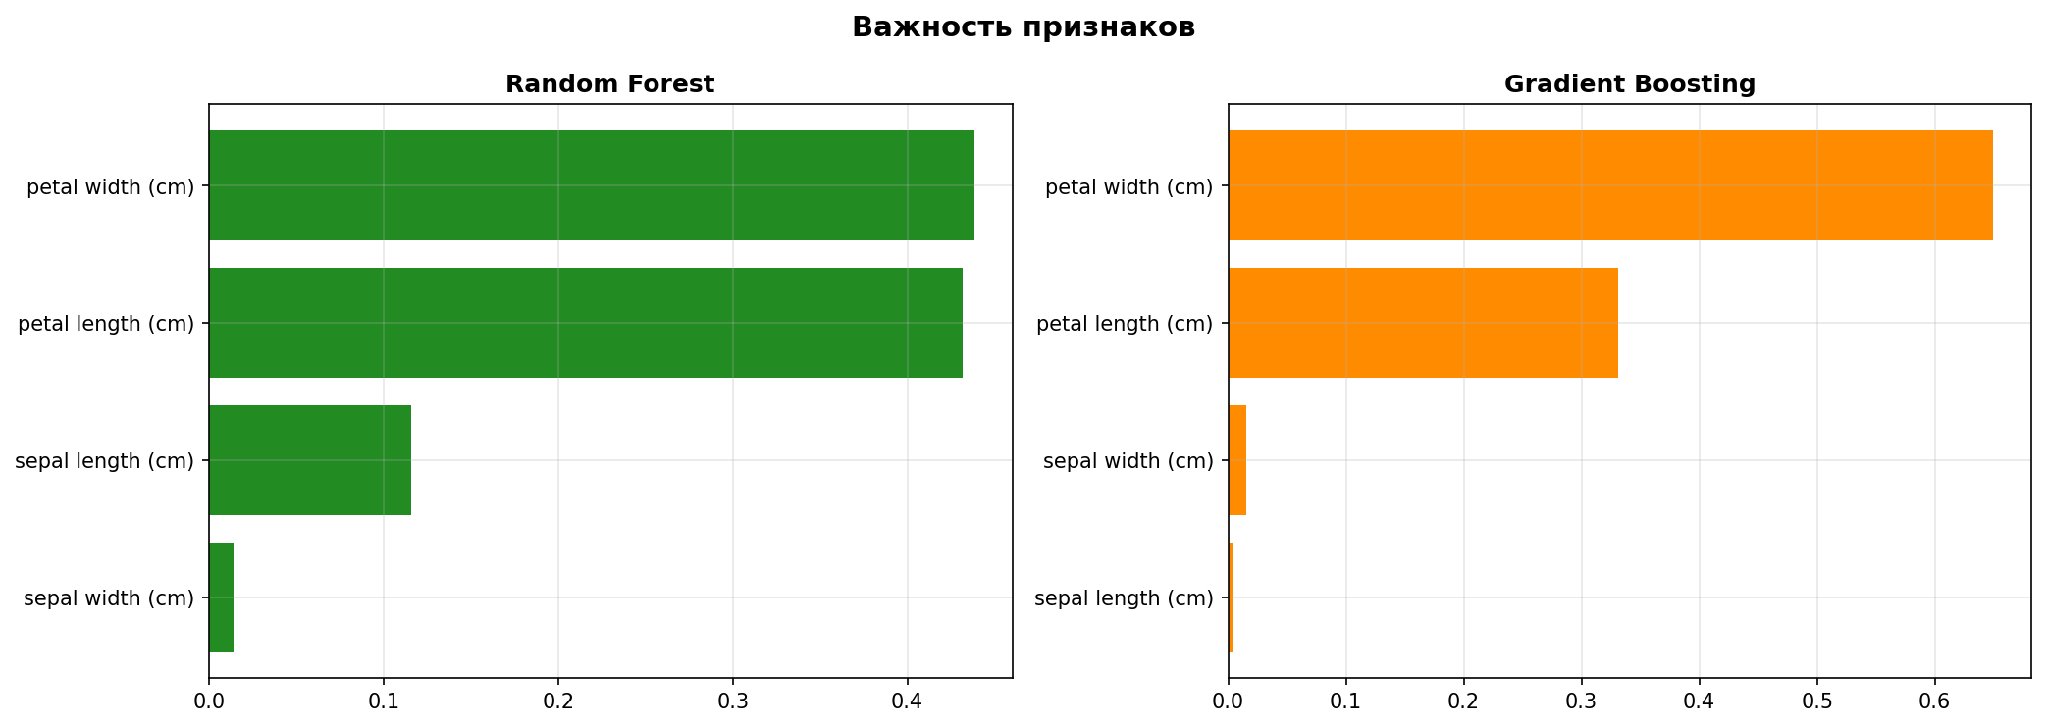 Важность признаков
Random Forest
petal width (cm)
petal length (cm)
sepal length (cm)
sepal width (cm)
0.0 0.1 0.2 0.3 0.4
Gradient Boosting
petal width (cm)
petal length (cm)
sepal width (cm)
sepal length (cm)
0.0 0.1 0.2 0.3 0.4 0.5 0.6